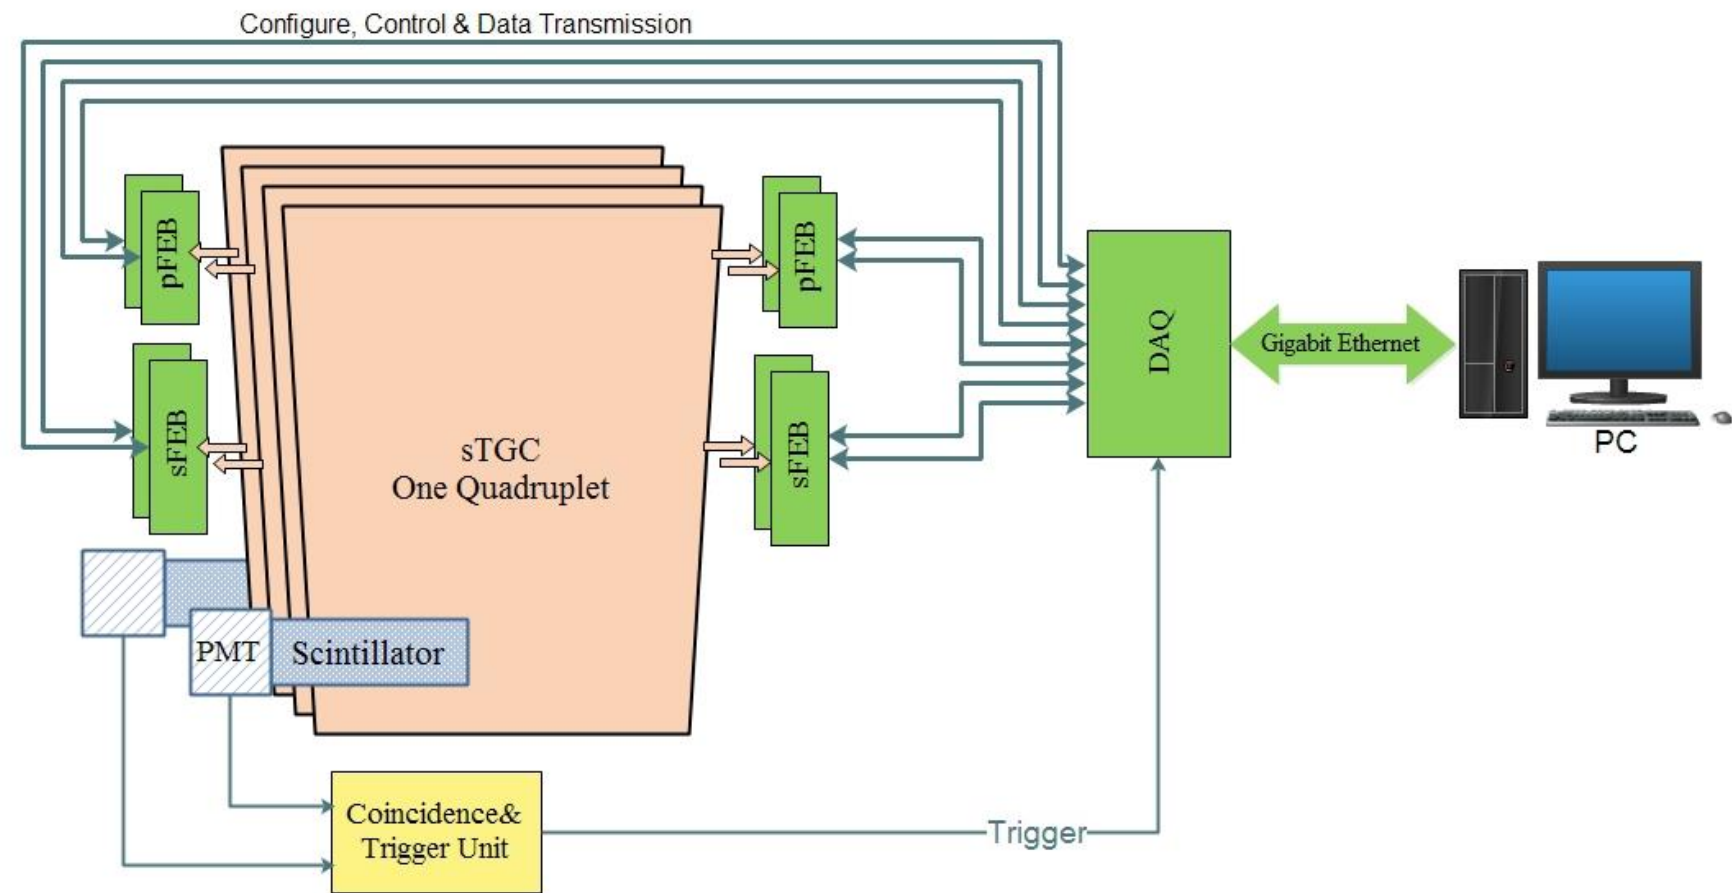 Configure, Control & Data Transmission
pFEB
pFEB
DAQ
Gigabit Ethernet
PC
sFEB
sFEB
sTGC
One Quadruplet
PMT
Scintillator
Coincidence&
Trigger Unit
Trigger